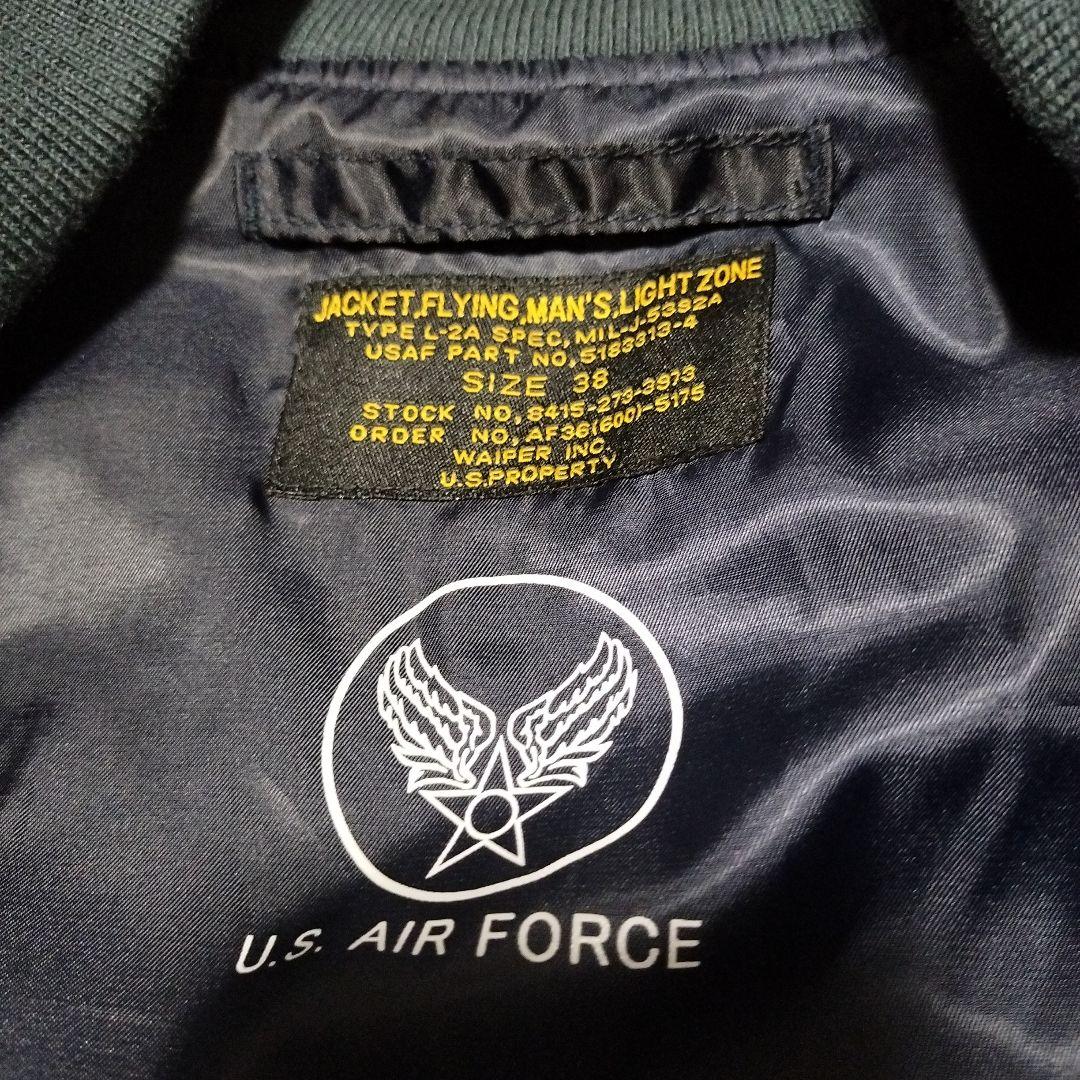 JACKET,FLYING,MAN'S,LIGHT ZONE
TYPE L-2A SPEC, MIL-J-5392A
USAF PART NO, 5183313-4
SIZE 38
STOCK NO, 8415-273-3973
ORDER NO, AF36(600)-5175
WAIPER INC.
U.S.PROPERTY
U.S. AIR FORCE